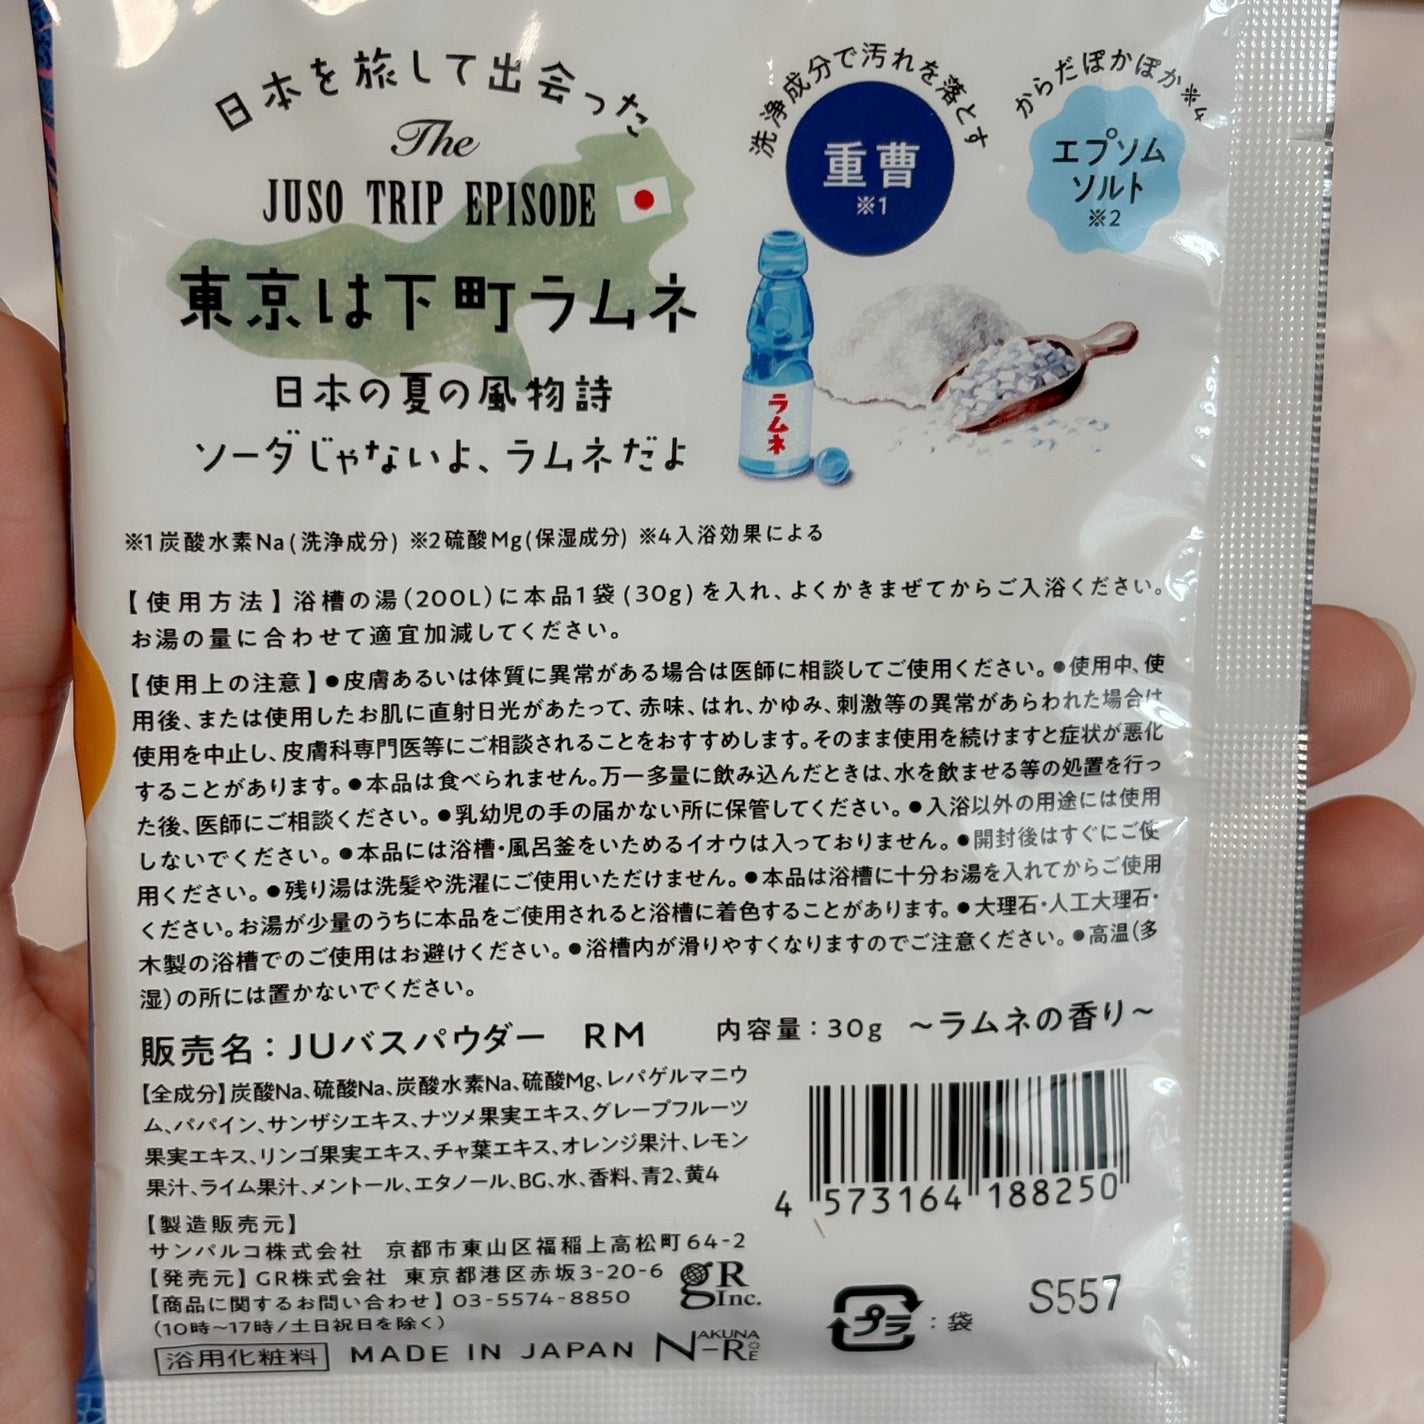 日本を旅して出会った
The
JUSO TRIP EPISODE
東京は下町ラムネ
日本の夏の風物詩
ソーダじゃないよ、ラムネだよ
洗浄成分で汚れを落とす
重曹
※1
からだぽかぽか※4
エプソム
ソルト
※2
ラムネ
※1炭酸水素Na(洗浄成分) ※2硫酸Mg(保湿成分) ※4入浴効果による
【使用方法】浴槽の湯(200L)に本品1袋(30g)を入れ、よくかきまぜてからご入浴ください。
お湯の量に合わせて適宜加減してください。
【使用上の注意】●皮膚あるいは体質に異常がある場合は医師に相談してご使用ください。●使用中、使
用後、または使用したお肌に直射日光があたって、赤味、はれ、かゆみ、刺激等の異常があらわれた場合は
使用を中止し、皮膚科専門医等にご相談されることをおすすめします。そのまま使用を続けますと症状が悪化
することがあります。●本品は食べられません。万一多量に飲み込んだときは、水を飲ませる等の処置を行っ
た後、医師にご相談ください。●乳幼児の手の届かない所に保管してください。●入浴以外の用途には使用
しないでください。●本品には浴槽・風呂釜をいためるイオウは入っておりません。●開封後はすぐにご使
用ください。●残り湯は洗髪や洗濯にご使用いただけません。●本品は浴槽に十分お湯を入れてからご使用
ください。お湯が少量のうちに本品をご使用されると浴槽に着色することがあります。●大理石・人工大理石・
木製の浴槽でのご使用はお避けください。●浴槽内が滑りやすくなりますのでご注意ください。●高温(多
湿)の所には置かないでください。
販売名：JUバスパウダー RM 内容量：30g ～ラムネの香り～
【全成分】炭酸Na、硫酸Na、炭酸水素Na、硫酸Mg、レパゲルマニウ
ム、パパイン、サンザシエキス、ナツメ果実エキス、グレープフルーツ
果実エキス、リンゴ果実エキス、チャ葉エキス、オレンジ果汁、レモン
果汁、ライム果汁、メントール、エタノール、BG、水、香料、青2、黄4
4 573164 188250
【製造販売元】
サンパルコ株式会社 京都市東山区福稲上高松町64-2
【発売元】GR株式会社 東京都港区赤坂3-20-6
【商品に関するお問い合わせ】03-5574-8850
(10時～17時/土日祝日を除く)
gR Inc.
浴用化粧料 MADE IN JAPAN NAKUNA-RE
プラ：袋
S557